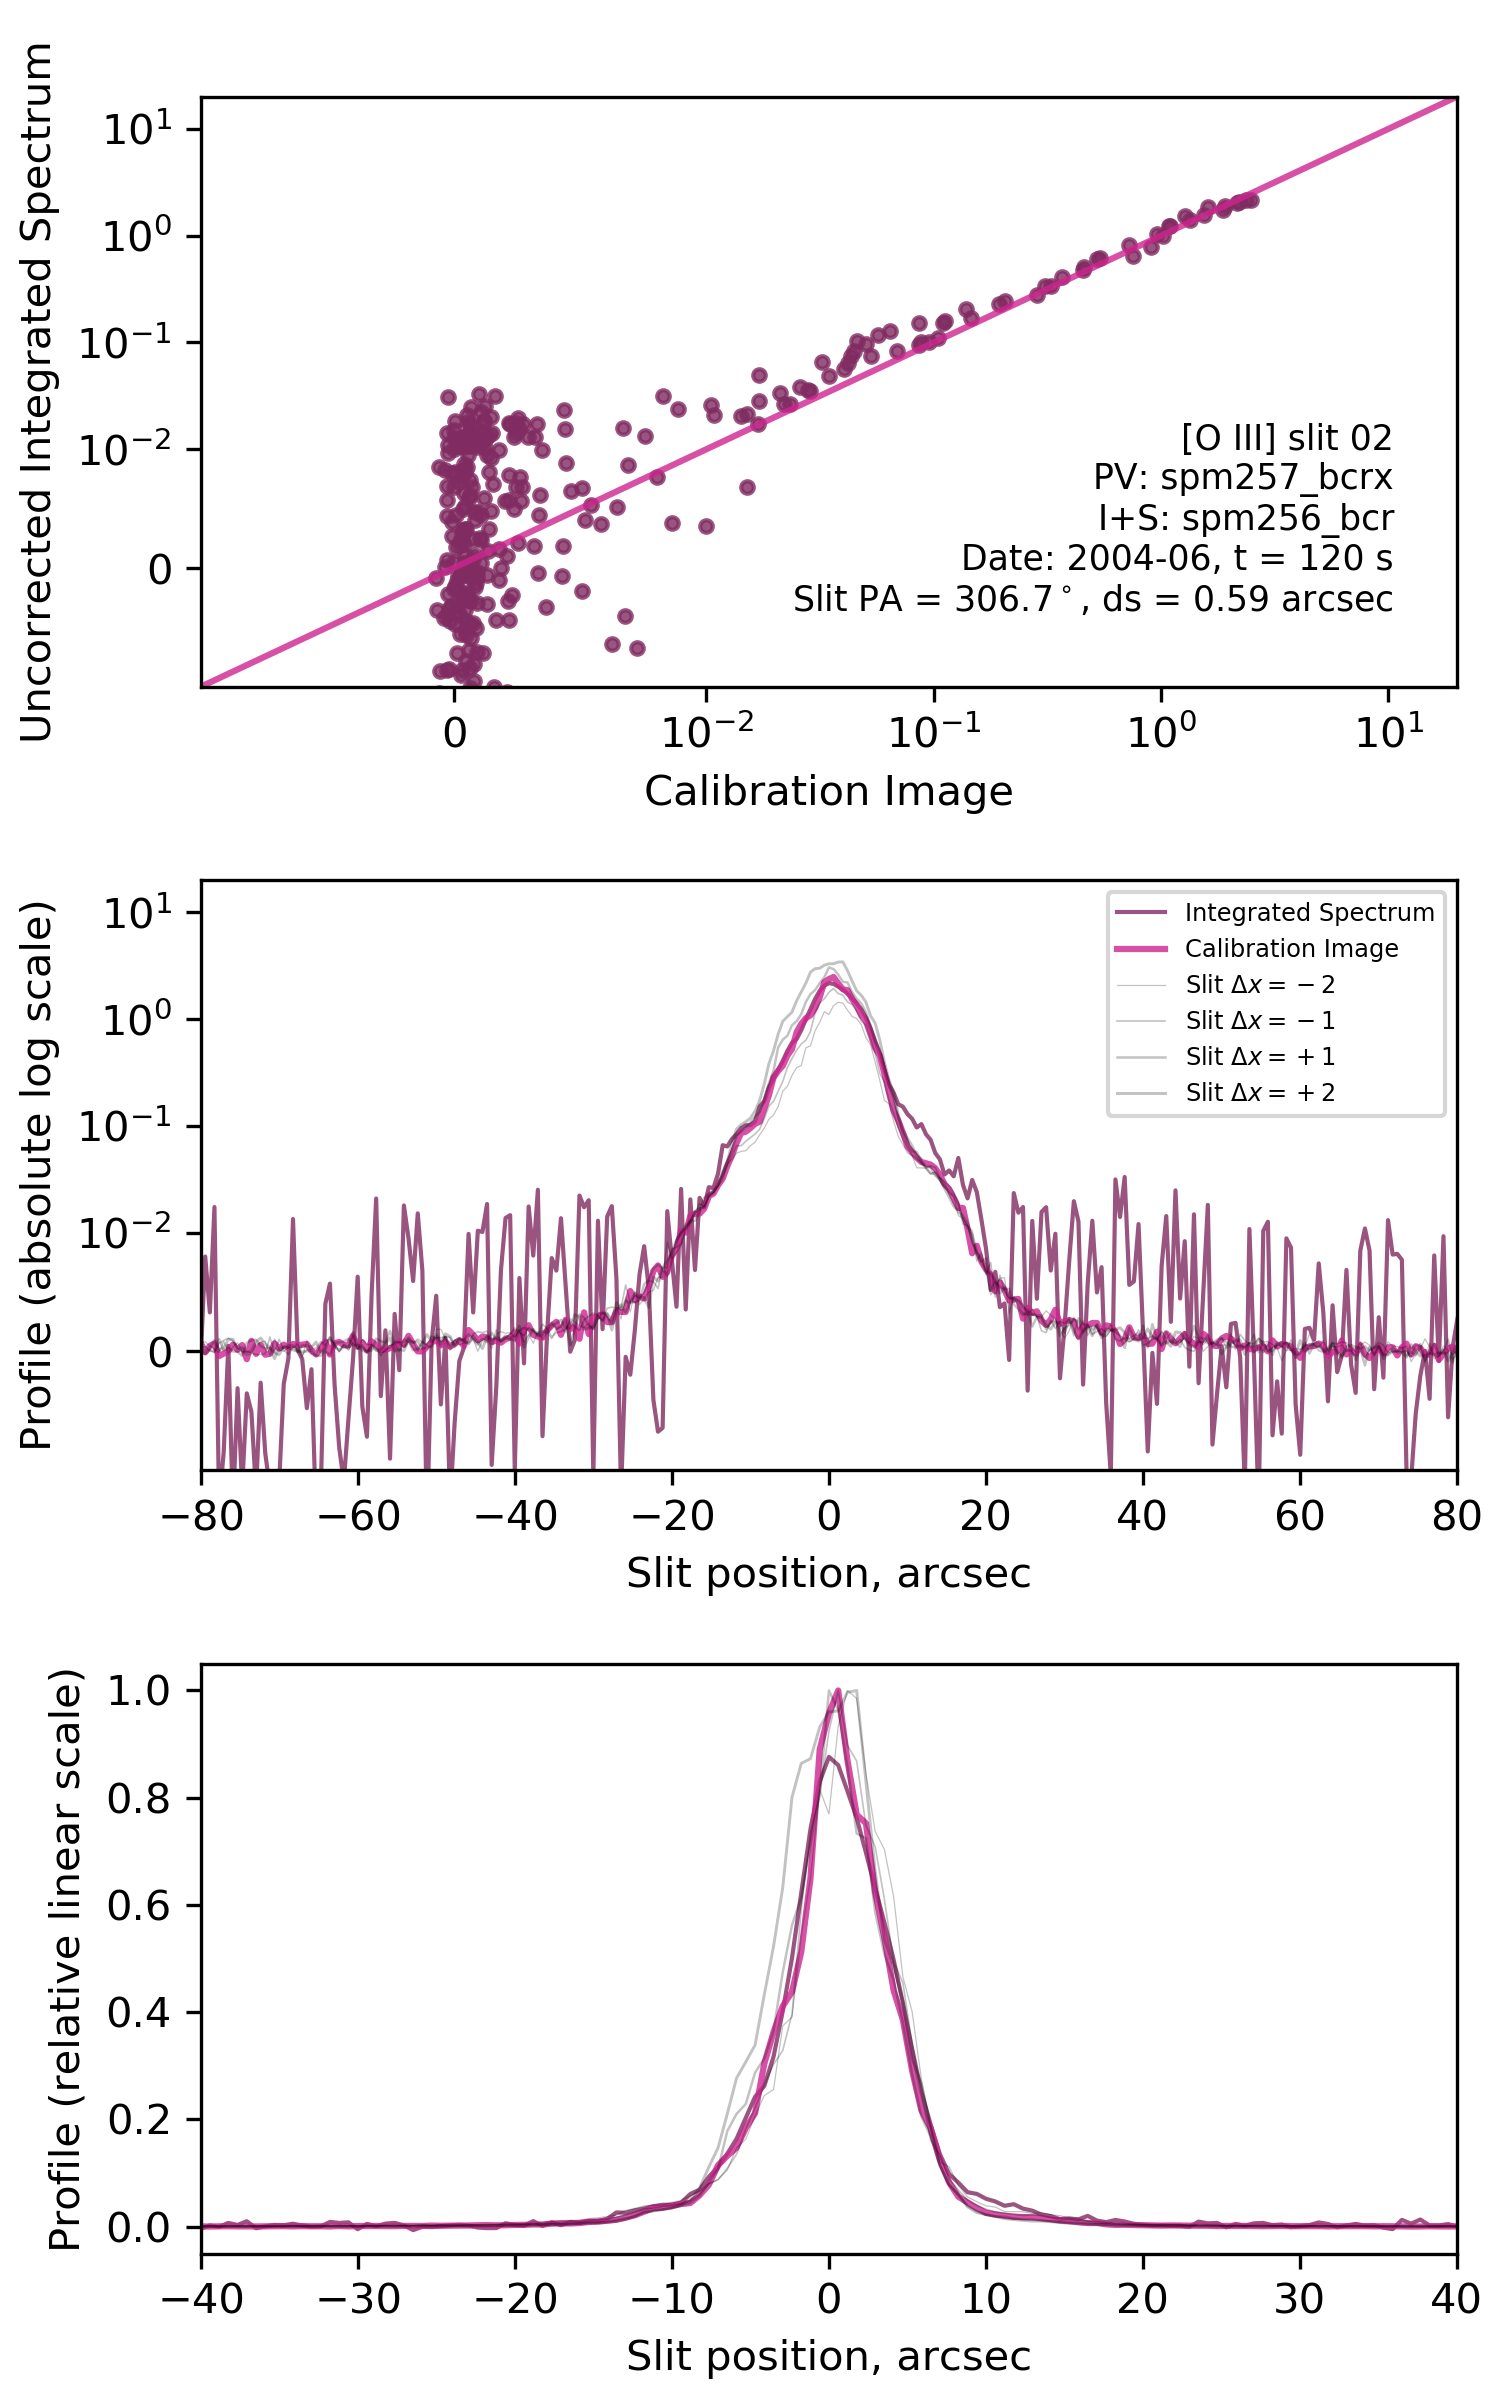 Uncorrected Integrated Spectrum
10¹
10⁰
10⁻¹
10⁻²
0
[O III] slit 02
PV: spm257_bcrx
I+S: spm256_bcr
Date: 2004-06, t = 120 s
Slit PA = 306.7°, ds = 0.59 arcsec
0 10⁻² 10⁻¹ 10⁰ 10¹
Calibration Image
Profile (absolute log scale)
10¹
10⁰
10⁻¹
10⁻²
0
Integrated Spectrum
Calibration Image
Slit Δx = −2
Slit Δx = −1
Slit Δx = +1
Slit Δx = +2
−80 −60 −40 −20 0 20 40 60 80
Slit position, arcsec
Profile (relative linear scale)
1.0
0.8
0.6
0.4
0.2
0.0
−40 −30 −20 −10 0 10 20 30 40
Slit position, arcsec